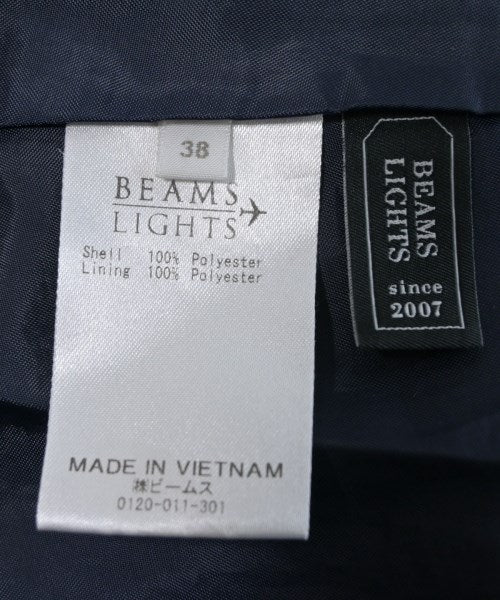 38
BEAMS
LIGHTS
Shell 100% Polyester
Lining 100% Polyester
MADE IN VIETNAM
㈱ビームス
0120-011-301
BEAMS
LIGHTS
since
2007